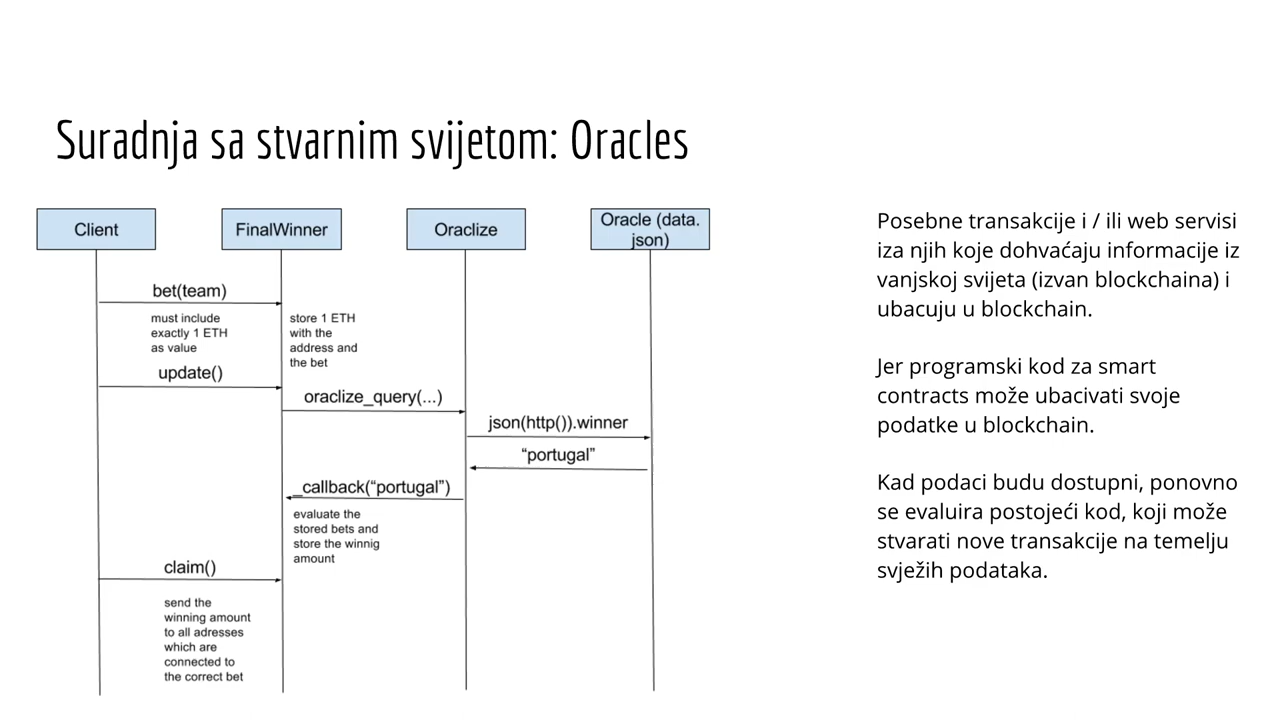 Suradnja sa stvarnim svijetom: Oracles
Client
FinalWinner
Oraclize
Oracle (data.
json)
bet(team)
must include
exactly 1 ETH
as value
store 1 ETH
with the
address and
the bet
update()
oraclize_query(...)
json(http()).winner
“portugal”
_callback(“portugal”)
evaluate the
stored bets and
store the winnig
amount
claim()
send the
winning amount
to all adresses
which are
connected to
the correct bet
Posebne transakcije i / ili web servisi
iza njih koje dohvaćaju informacije iz
vanjskoj svijeta (izvan blockchaina) i
ubacuju u blockchain.
Jer programski kod za smart
contracts može ubacivati svoje
podatke u blockchain.
Kad podaci budu dostupni, ponovno
se evaluira postojeći kod, koji može
stvarati nove transakcije na temelju
svježih podataka.